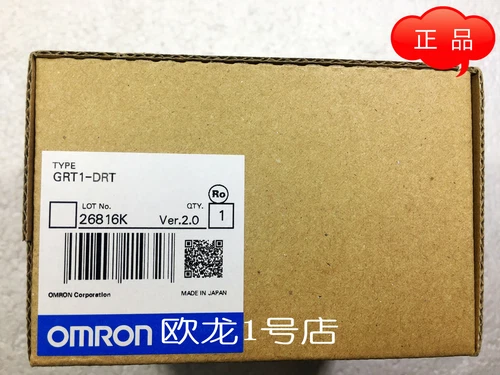 正品
TYPE
GRT1-DRT
Ro
LOT No.
QTY.
26816K
Ver.2.0
1
OMRON Corporation
MADE IN JAPAN
OMRON
欧龙1号店